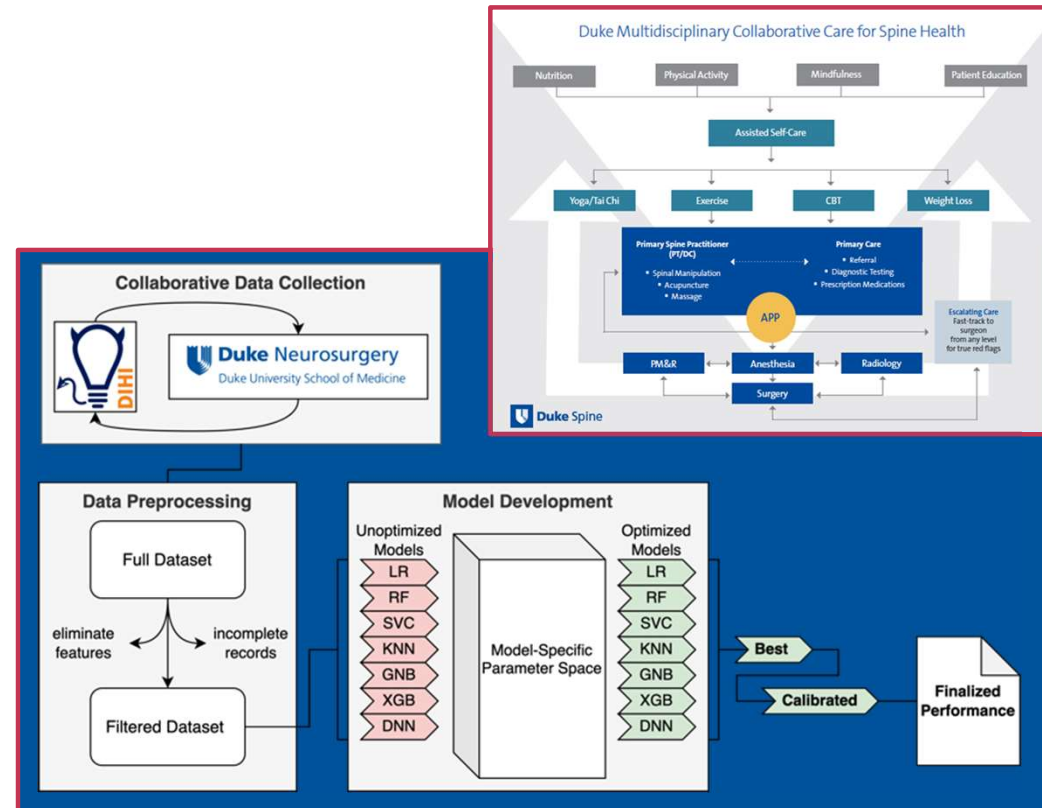 Duke Multidisciplinary Collaborative Care for Spine Health
Nutrition
Physical Activity
Mindfulness
Patient Education
Assisted Self-Care
Yoga/Tai Chi
Exercise
CBT
Weight Loss
Primary Spine Practitioner
(PT/DC)
• Spinal Manipulation
• Acupuncture
• Massage
Primary Care
• Referral
• Diagnostic Testing
• Prescription Medications
APP
Escalating Care
Fast-track to
surgeon
from any level
for true red flags
PM&R
Anesthesia
Radiology
Surgery
Duke Spine
Collaborative Data Collection
DIHI
Duke Neurosurgery
Duke University School of Medicine
Data Preprocessing
Full Dataset
eliminate
features
incomplete
records
Filtered Dataset
Model Development
Unoptimized
Models
LR
RF
SVC
KNN
GNB
XGB
DNN
Model-Specific
Parameter Space
Optimized
Models
LR
RF
SVC
KNN
GNB
XGB
DNN
Best
Calibrated
Finalized
Performance